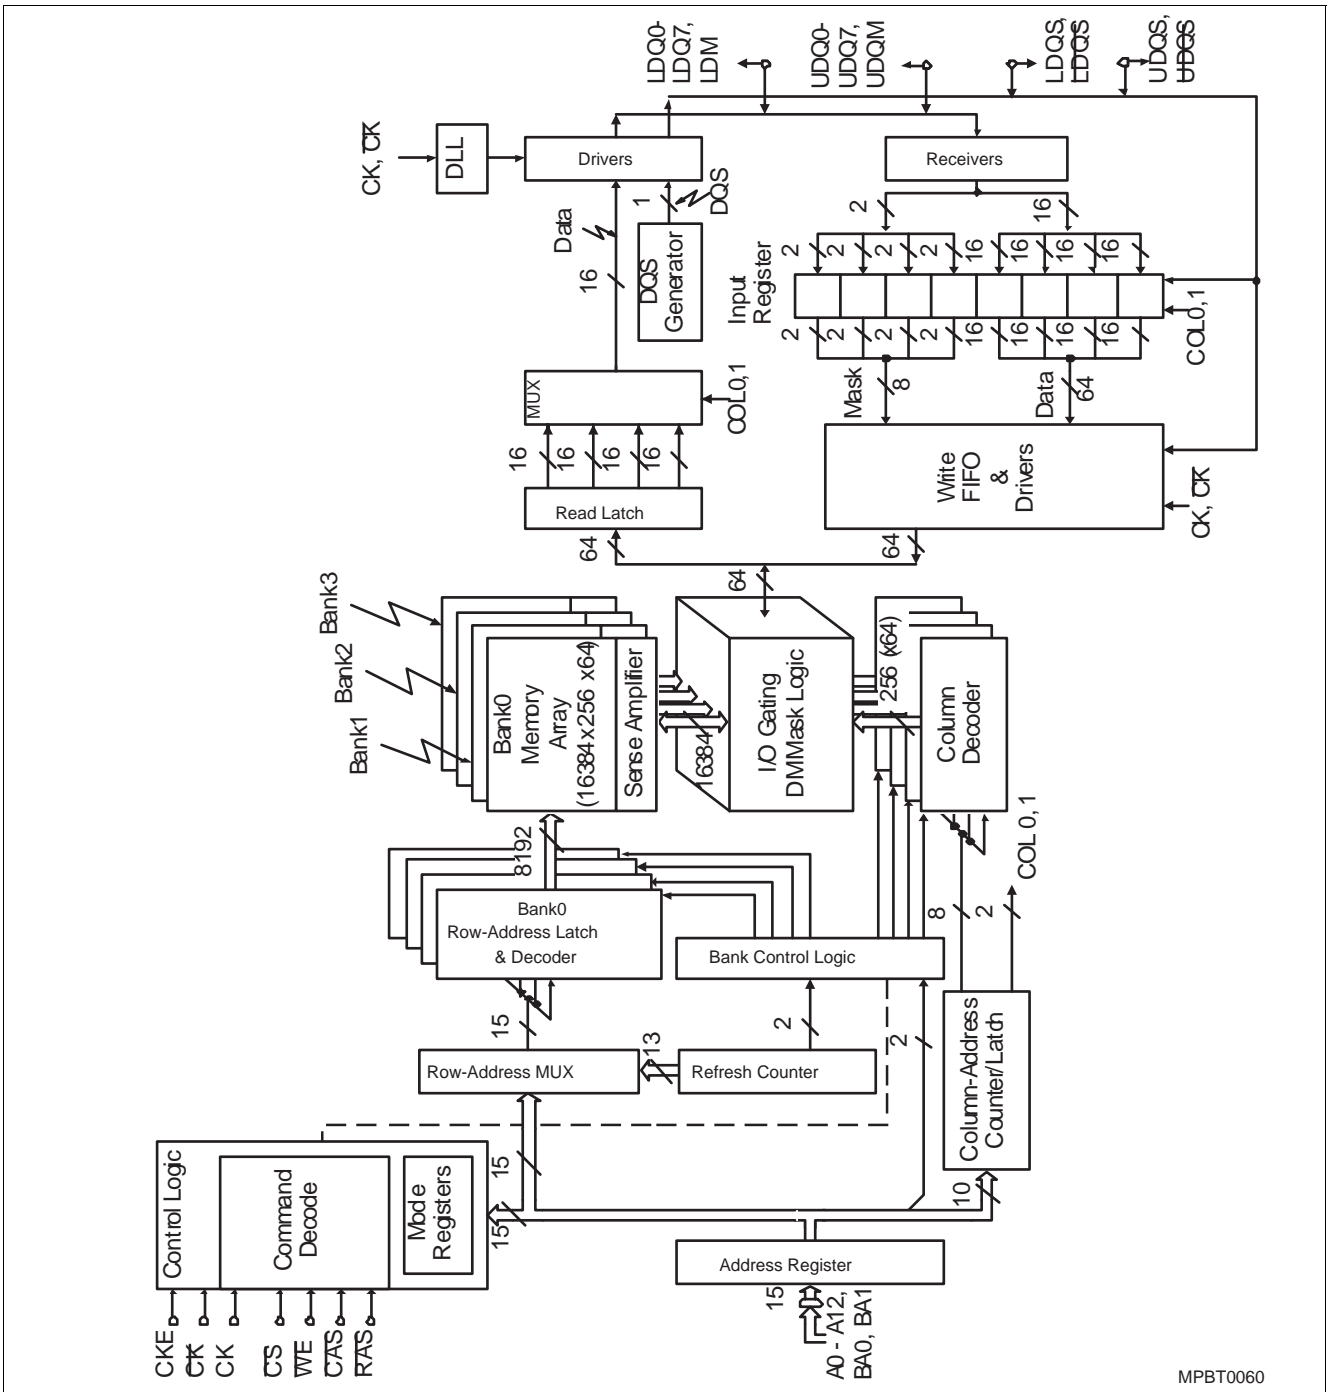 LDQ0-
LDQ7,
LDM
UDQ0-
UDQ7,
UDQM
LDQS,
LDQS
UDQS,
UDQS
CK, CK
DLL
Drivers
Receivers
Data
16
1
DQS
DQS
Generator
2
16
Input
Register
2
2
2
2
16
16
16
16
2
2
2
2
16
16
16
16
COL0,1
MUX
COL0,1
Mask
8
Data
64
16
16
16
16
Read Latch
Write
FIFO
&
Drivers
CK, CK
64
64
64
Bank3
Bank2
Bank1
Bank0
Memory
Array
(16384 x 256 x64)
Sense Amplifier
16384
I/O Gating
DMMask Logic
256 (x64)
Column
Decoder
8192
Bank0
Row-Address Latch
& Decoder
Bank Control Logic
8
2
COL 0, 1
15
2
2
Row-Address MUX
13
Refresh Counter
Column-Address
Counter/Latch
Control Logic
Command
Decode
Mode
Registers
15
15
10
Address Register
15
A0 - A12,
BA0, BA1
CKE
CK
CK
CS
WE
CAS
RAS
MPBT0060